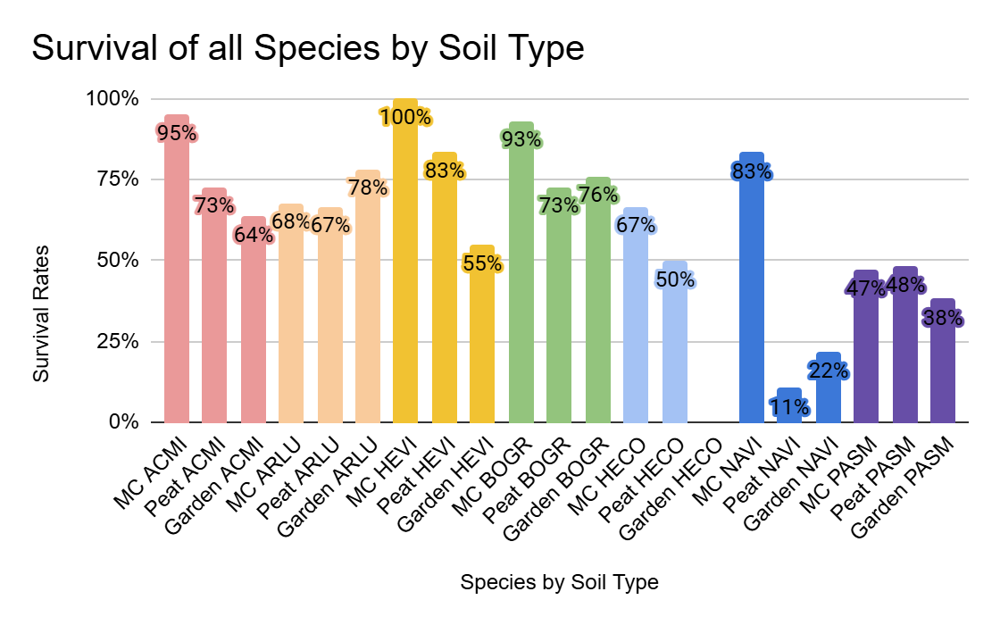 Survival of all Species by Soil Type
Survival Rates
100%
75%
50%
25%
0%
95%
73%
64%
68%
67%
78%
100%
83%
55%
93%
73%
76%
67%
50%
83%
11%
22%
47%
48%
38%
MC ACMI
Peat ACMI
Garden ACMI
MC ARLU
Peat ARLU
Garden ARLU
MC HEVI
Peat HEVI
Garden HEVI
MC BOGR
Peat BOGR
Garden BOGR
MC HECO
Peat HECO
Garden HECO
MC NAVI
Peat NAVI
Garden NAVI
MC PASM
Peat PASM
Garden PASM
Species by Soil Type